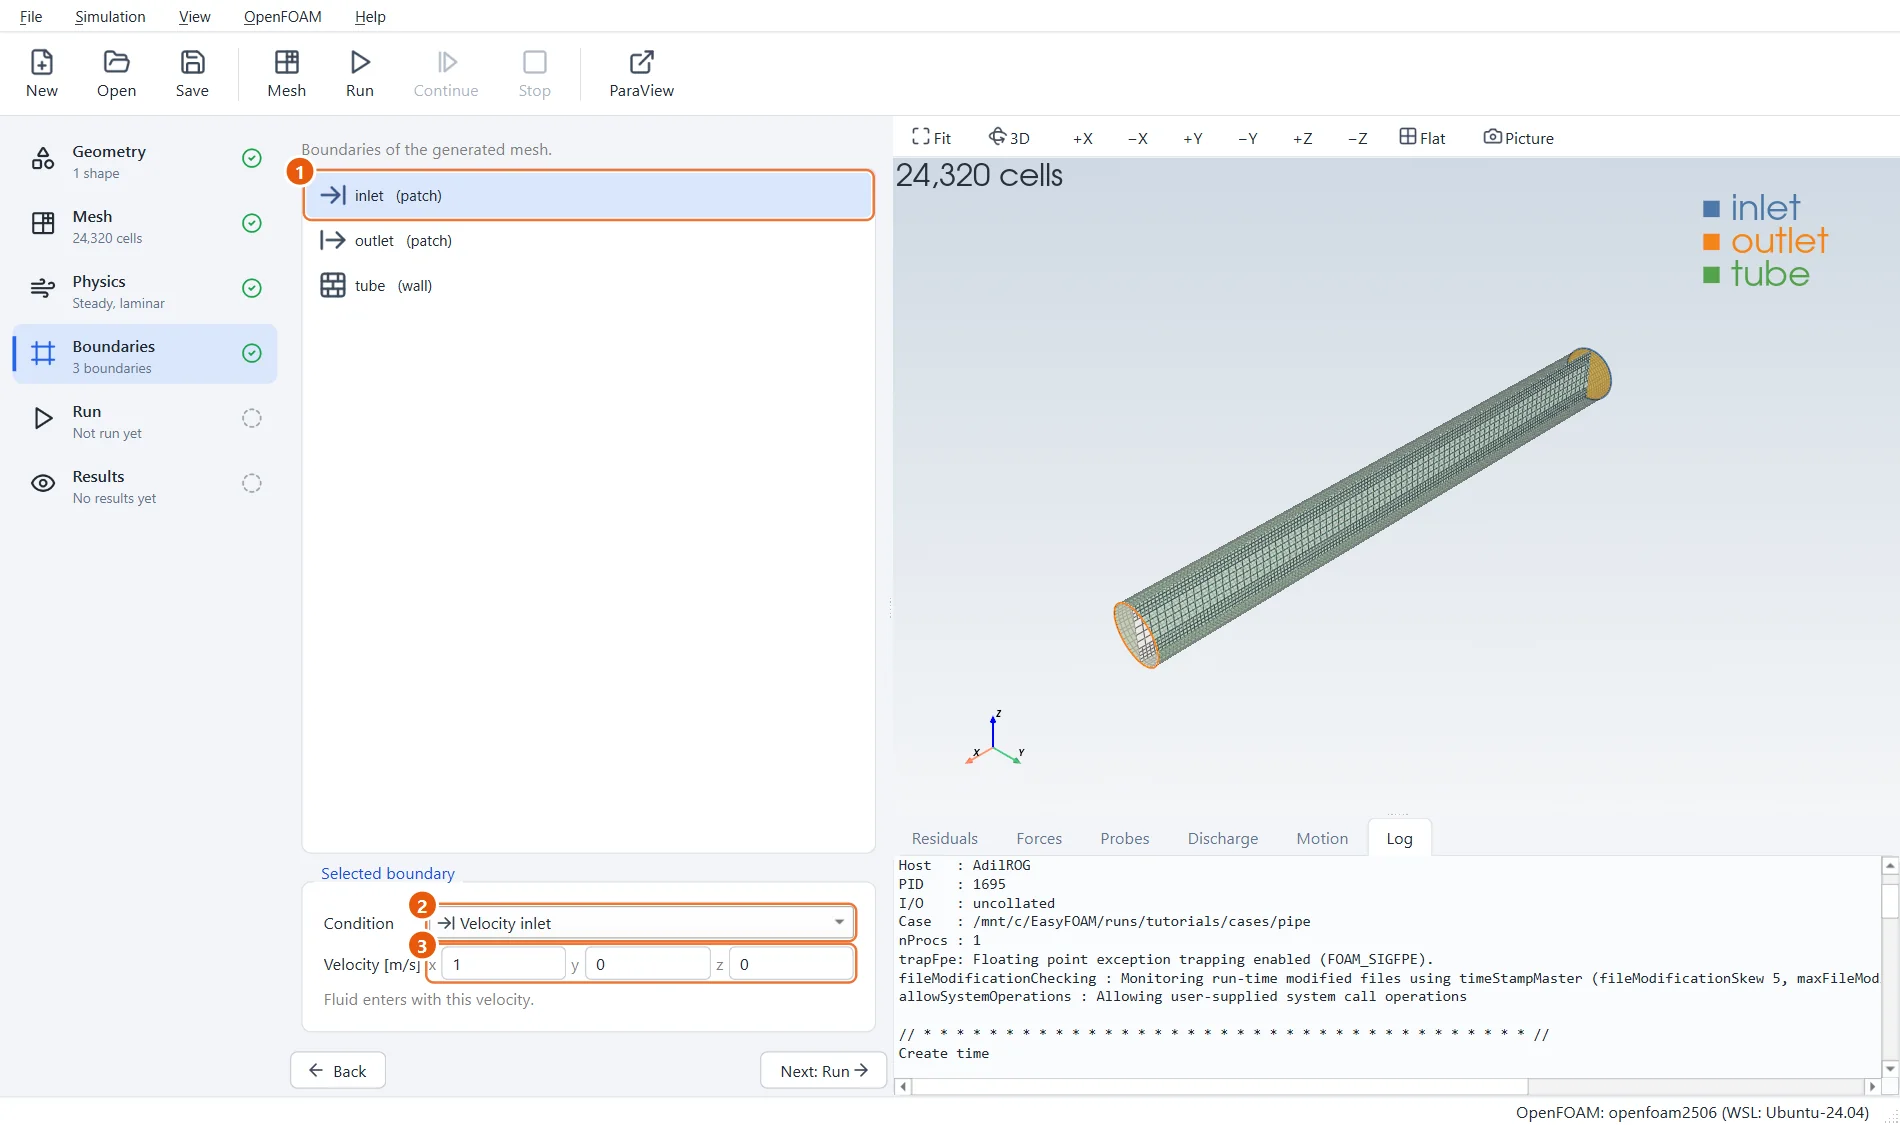 File Simulation View OpenFOAM Help
New Open Save Mesh Run Continue Stop ParaView
Geometry
1 shape
Mesh
24,320 cells
Physics
Steady, laminar
Boundaries
3 boundaries
Run
Not run yet
Results
No results yet
Boundaries of the generated mesh.
1
inlet (patch)
outlet (patch)
tube (wall)
Selected boundary
2
Condition Velocity inlet
3
Velocity [m/s] x 1 y 0 z 0
Fluid enters with this velocity.
Back Next: Run
Fit 3D +X −X +Y −Y +Z −Z Flat Picture
24,320 cells
inlet
outlet
tube
Z
X Y
Residuals Forces Probes Discharge Motion Log
Host : AdilROG
PID : 1695
I/O : uncollated
Case : /mnt/c/EasyFOAM/runs/tutorials/cases/pipe
nProcs : 1
trapFpe: Floating point exception trapping enabled (FOAM_SIGFPE).
fileModificationChecking : Monitoring run-time modified files using timeStampMaster (fileModificationSkew 5, maxFileMod
allowSystemOperations : Allowing user-supplied system call operations
// * * * * * * * * * * * * * * * * * * * * * * * * * * * * * * * * * * * * * //
Create time
OpenFOAM: openfoam2506 (WSL: Ubuntu-24.04)